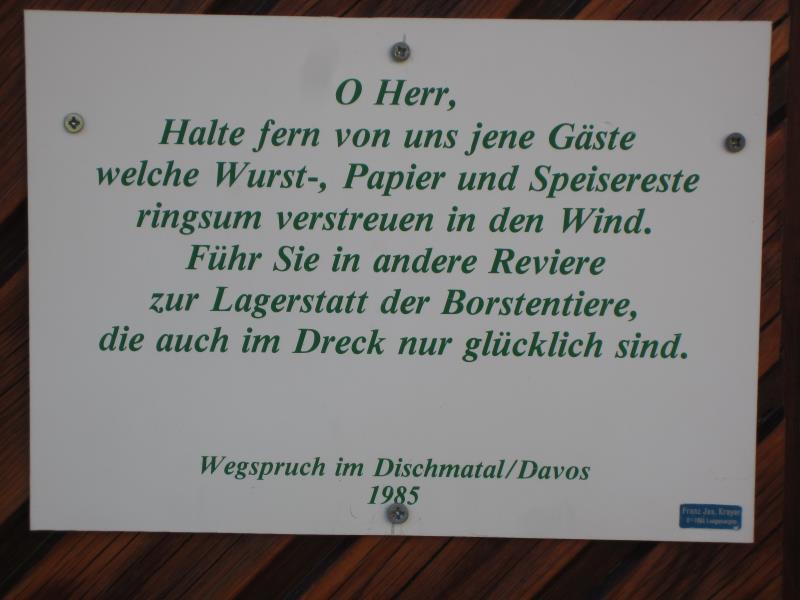 O Herr,
Halte fern von uns jene Gäste
welche Wurst-, Papier und Speisereste
ringsum verstreuen in den Wind.
Führ Sie in andere Reviere
zur Lagerstatt der Borstentiere,
die auch im Dreck nur glücklich sind.
Wegspruch im Dischmatal/Davos
1985
Franz Jos.